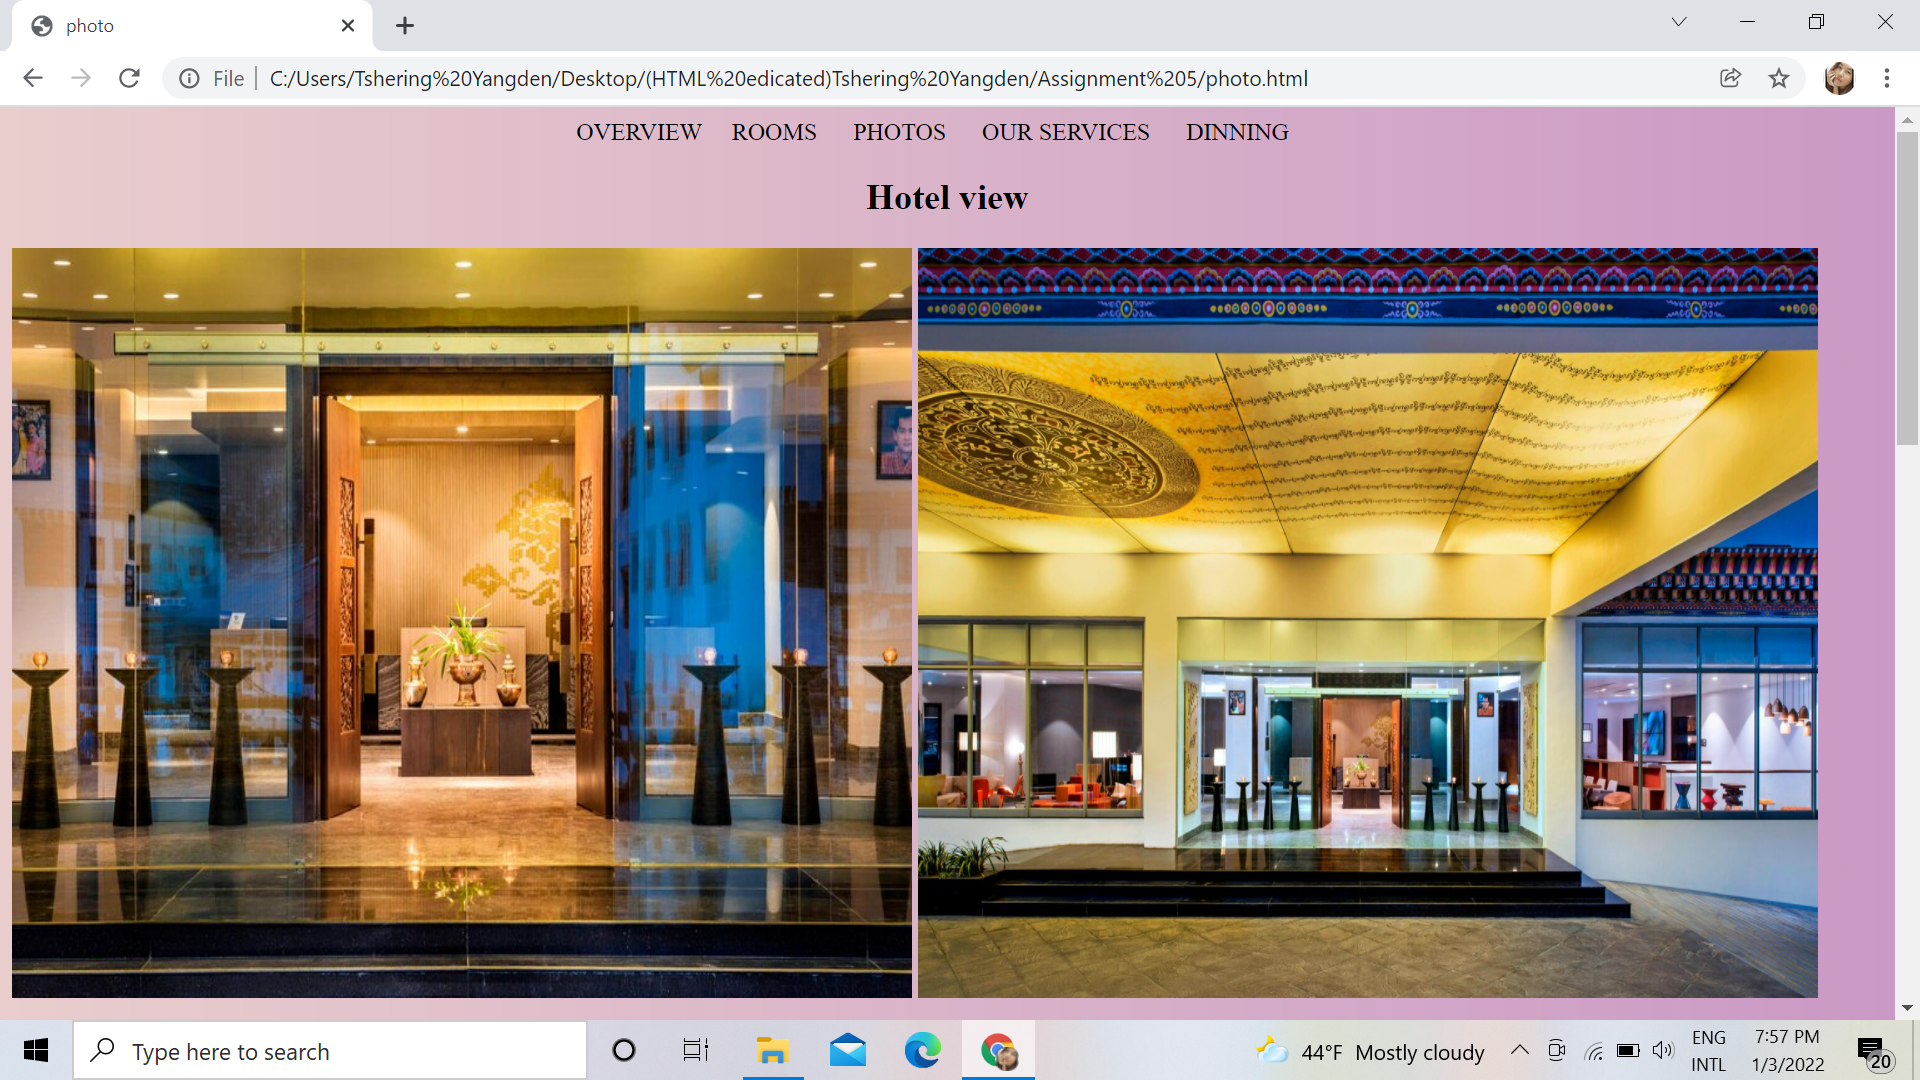 photo
File
C:/Users/Tshering%20Yangden/Desktop/(HTML%20edicated)Tshering%20Yangden/Assignment%205/photo.html
OVERVIEW ROOMS PHOTOS OUR SERVICES DINNING
Hotel view
Type here to search
44°F Mostly cloudy
ENG
INTL
7:57 PM
1/3/2022
20